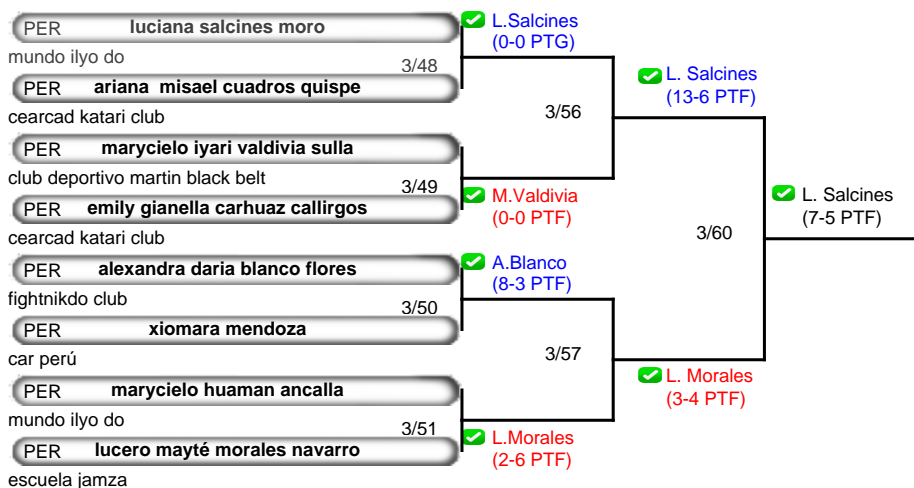 PER luciana salcines moro
mundo ilyo do
3/48
PER ariana misael cuadros quispe
cearcad katari club
PER marycielo iyari valdivia sulla
club deportivo martin black belt
3/49
PER emily gianella carhuaz callirgos
cearcad katari club
PER alexandra daria blanco flores
fightnikdo club
3/50
PER xiomara mendoza
car perú
PER marycielo huaman ancalla
mundo ilyo do
3/51
PER lucero mayté morales navarro
escuela jamza
L.Salcines
(0-0 PTG)
3/56
M.Valdivia
(0-0 PTF)
A.Blanco
(8-3 PTF)
3/57
L.Morales
(2-6 PTF)
L. Salcines
(13-6 PTF)
3/60
L. Morales
(3-4 PTF)
L. Salcines
(7-5 PTF)